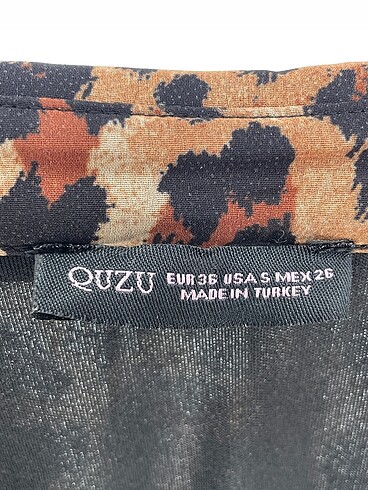 QUZU
EUR 36 USA S MEX 26
MADE IN TURKEY